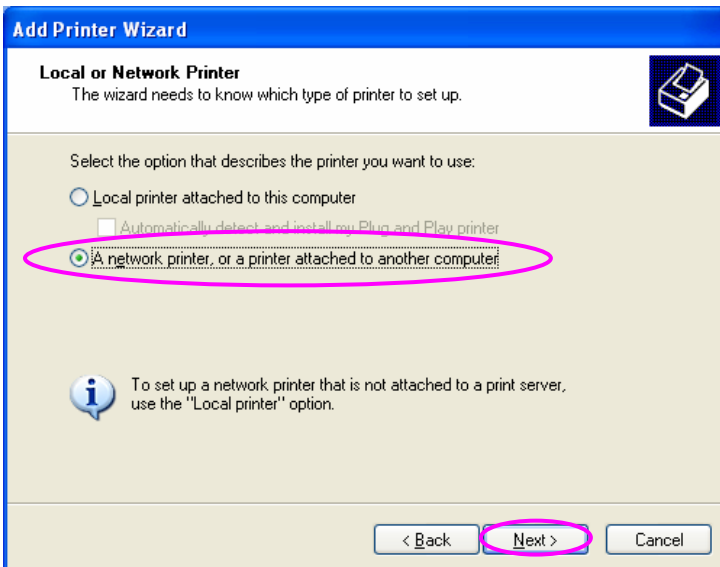 Add Printer Wizard
Local or Network Printer
The wizard needs to know which type of printer to set up.
Select the option that describes the printer you want to use:
Local printer attached to this computer
Automatically detect and install my Plug and Play printer
A network printer, or a printer attached to another computer
To set up a network printer that is not attached to a print server,
use the "Local printer" option.
< Back
Next >
Cancel